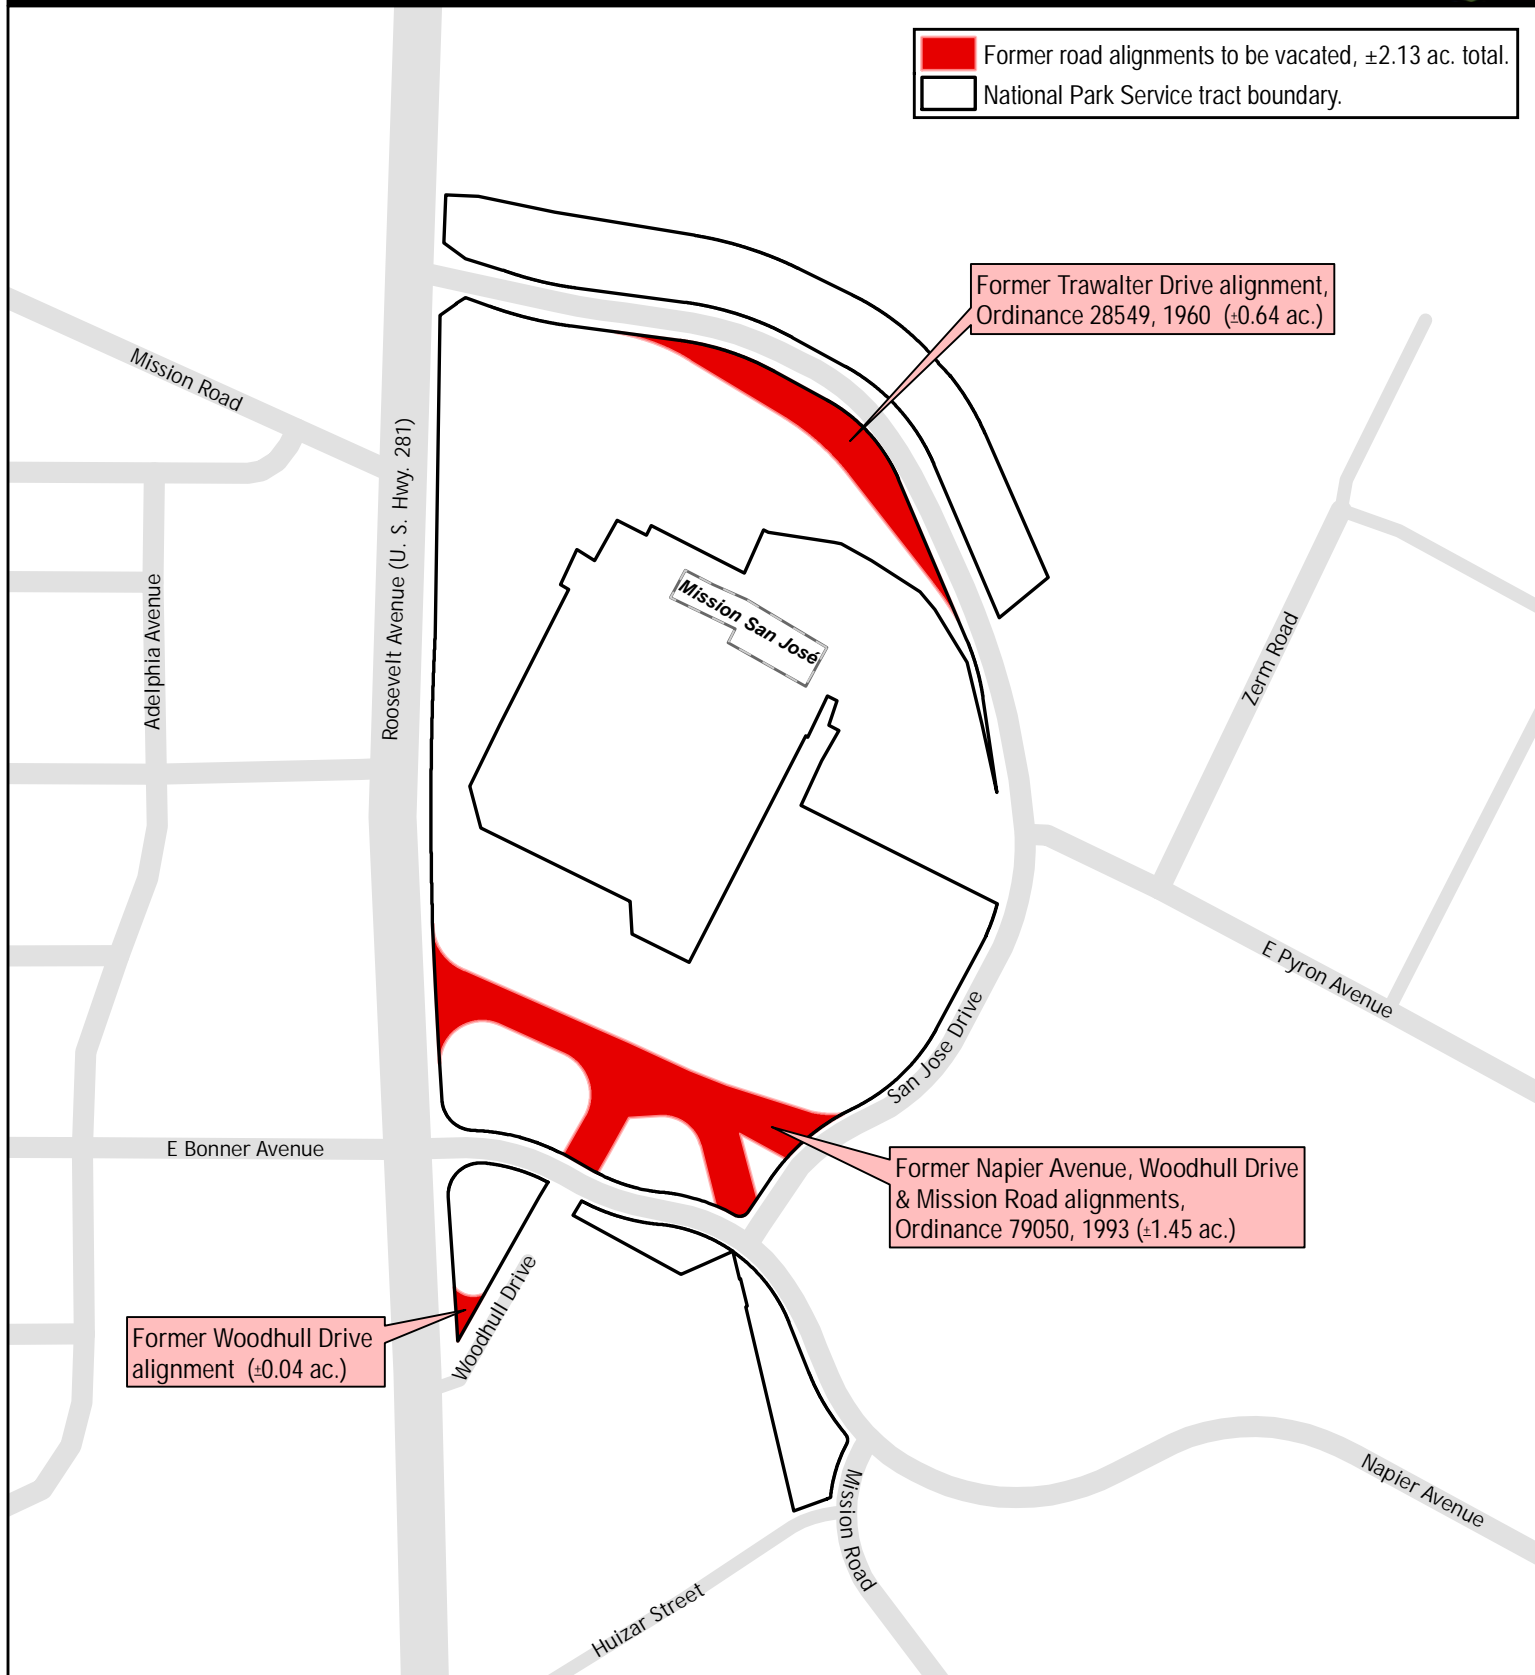 Former road alignments to be vacated, ±2.13 ac. total.
National Park Service tract boundary.
Former Trawalter Drive alignment,
Ordinance 28549, 1960 (±0.64 ac.)
Mission Road
Roosevelt Avenue (U. S. Hwy. 281)
Adelphia Avenue
Mission San José
Zerm Road
E Pyron Avenue
San Jose Drive
E Bonner Avenue
Former Napier Avenue, Woodhull Drive
& Mission Road alignments,
Ordinance 79050, 1993 (±1.45 ac.)
Woodhull Drive
Former Woodhull Drive
alignment (±0.04 ac.)
Napier Avenue
Mission Road
Huizar Street